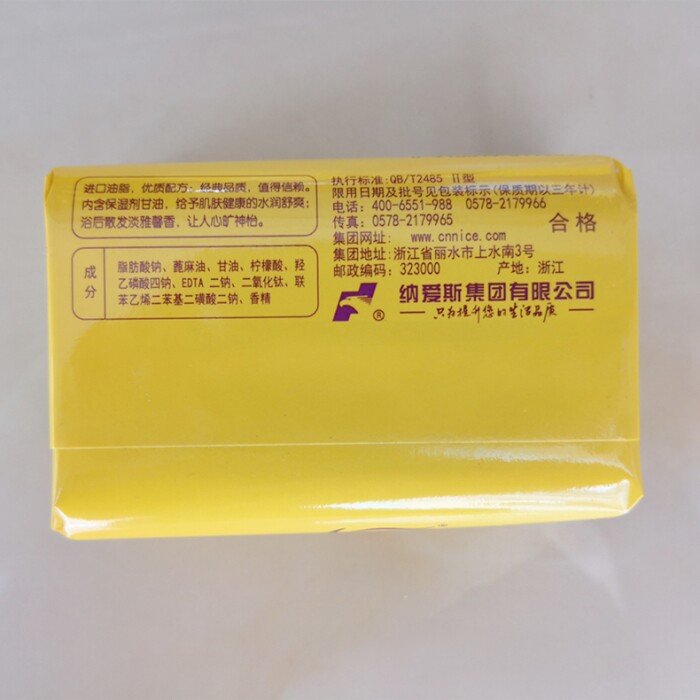 进口油脂，优质配方；经典品质，值得信赖。
内含保湿剂甘油，给予肌肤健康的水润舒爽；
浴后散发淡雅馨香，让人心旷神怡。
成分
脂肪酸钠、蓖麻油、甘油、柠檬酸、羟
乙磷酸四钠、EDTA 二钠、二氧化钛、联
苯乙烯二苯基二磺酸二钠、香精
执行标准:QB/T2485 Ⅱ型
限用日期及批号见包装标示(保质期以三年计)
电话: 400-6551-988 0578-2179966
传真: 0578-2179965
合格
集团网址: www.cnnice.com
集团地址:浙江省丽水市上水南3号
邮政编码: 323000 产地: 浙江
® 纳爱斯集团有限公司
只为提升您的生活品质